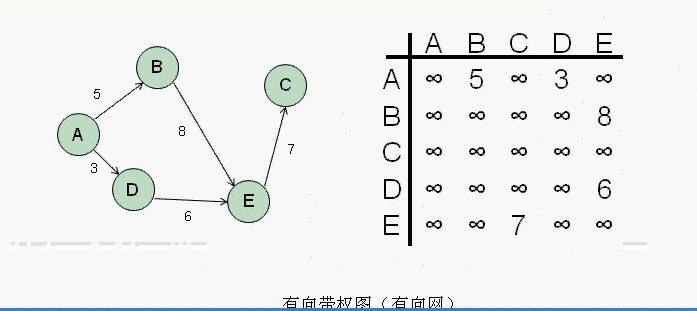 B
C
5
8
A
7
3
D
E
6
A B C D E
A ∞ 5 ∞ 3 ∞
B ∞ ∞ ∞ ∞ 8
C ∞ ∞ ∞ ∞ ∞
D ∞ ∞ ∞ ∞ 6
E ∞ ∞ 7 ∞ ∞
有向带权图（有向网）